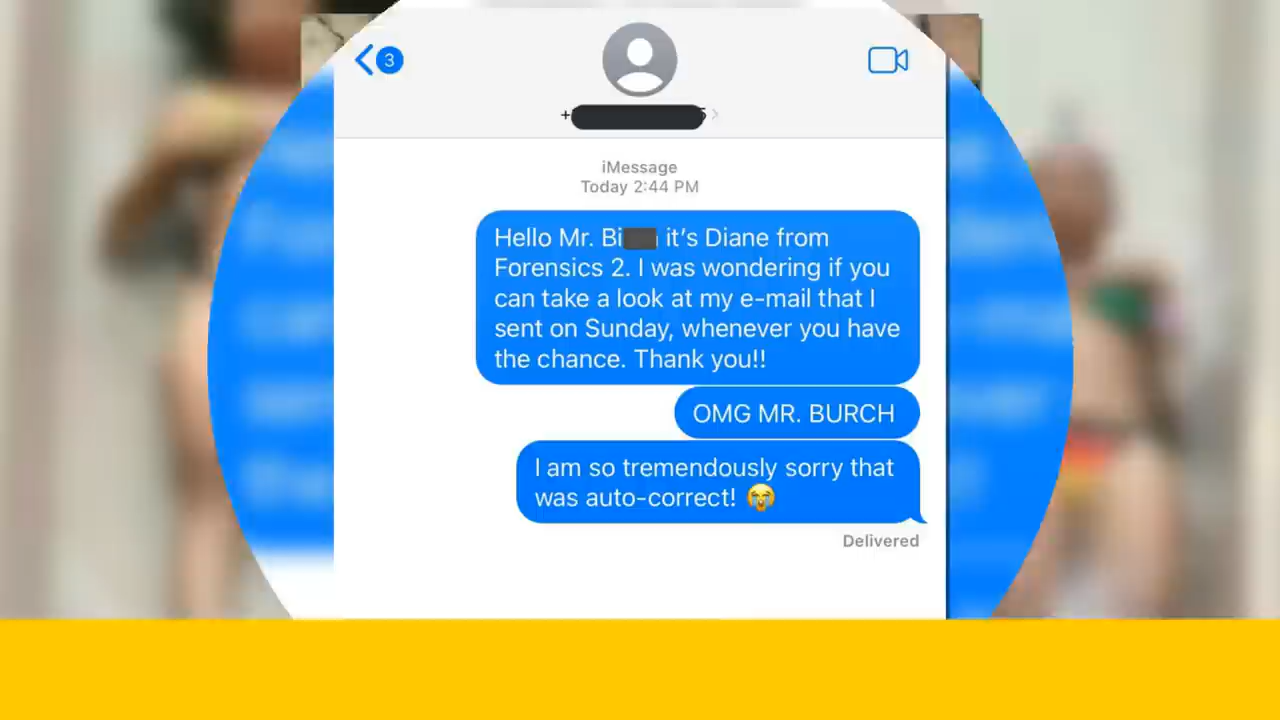 3
+
iMessage
Today 2:44 PM
Hello Mr. Bi it's Diane from
Forensics 2. I was wondering if you
can take a look at my e-mail that I
sent on Sunday, whenever you have
the chance. Thank you!!
OMG MR. BURCH
I am so tremendously sorry that
was auto-correct! 😭
Delivered